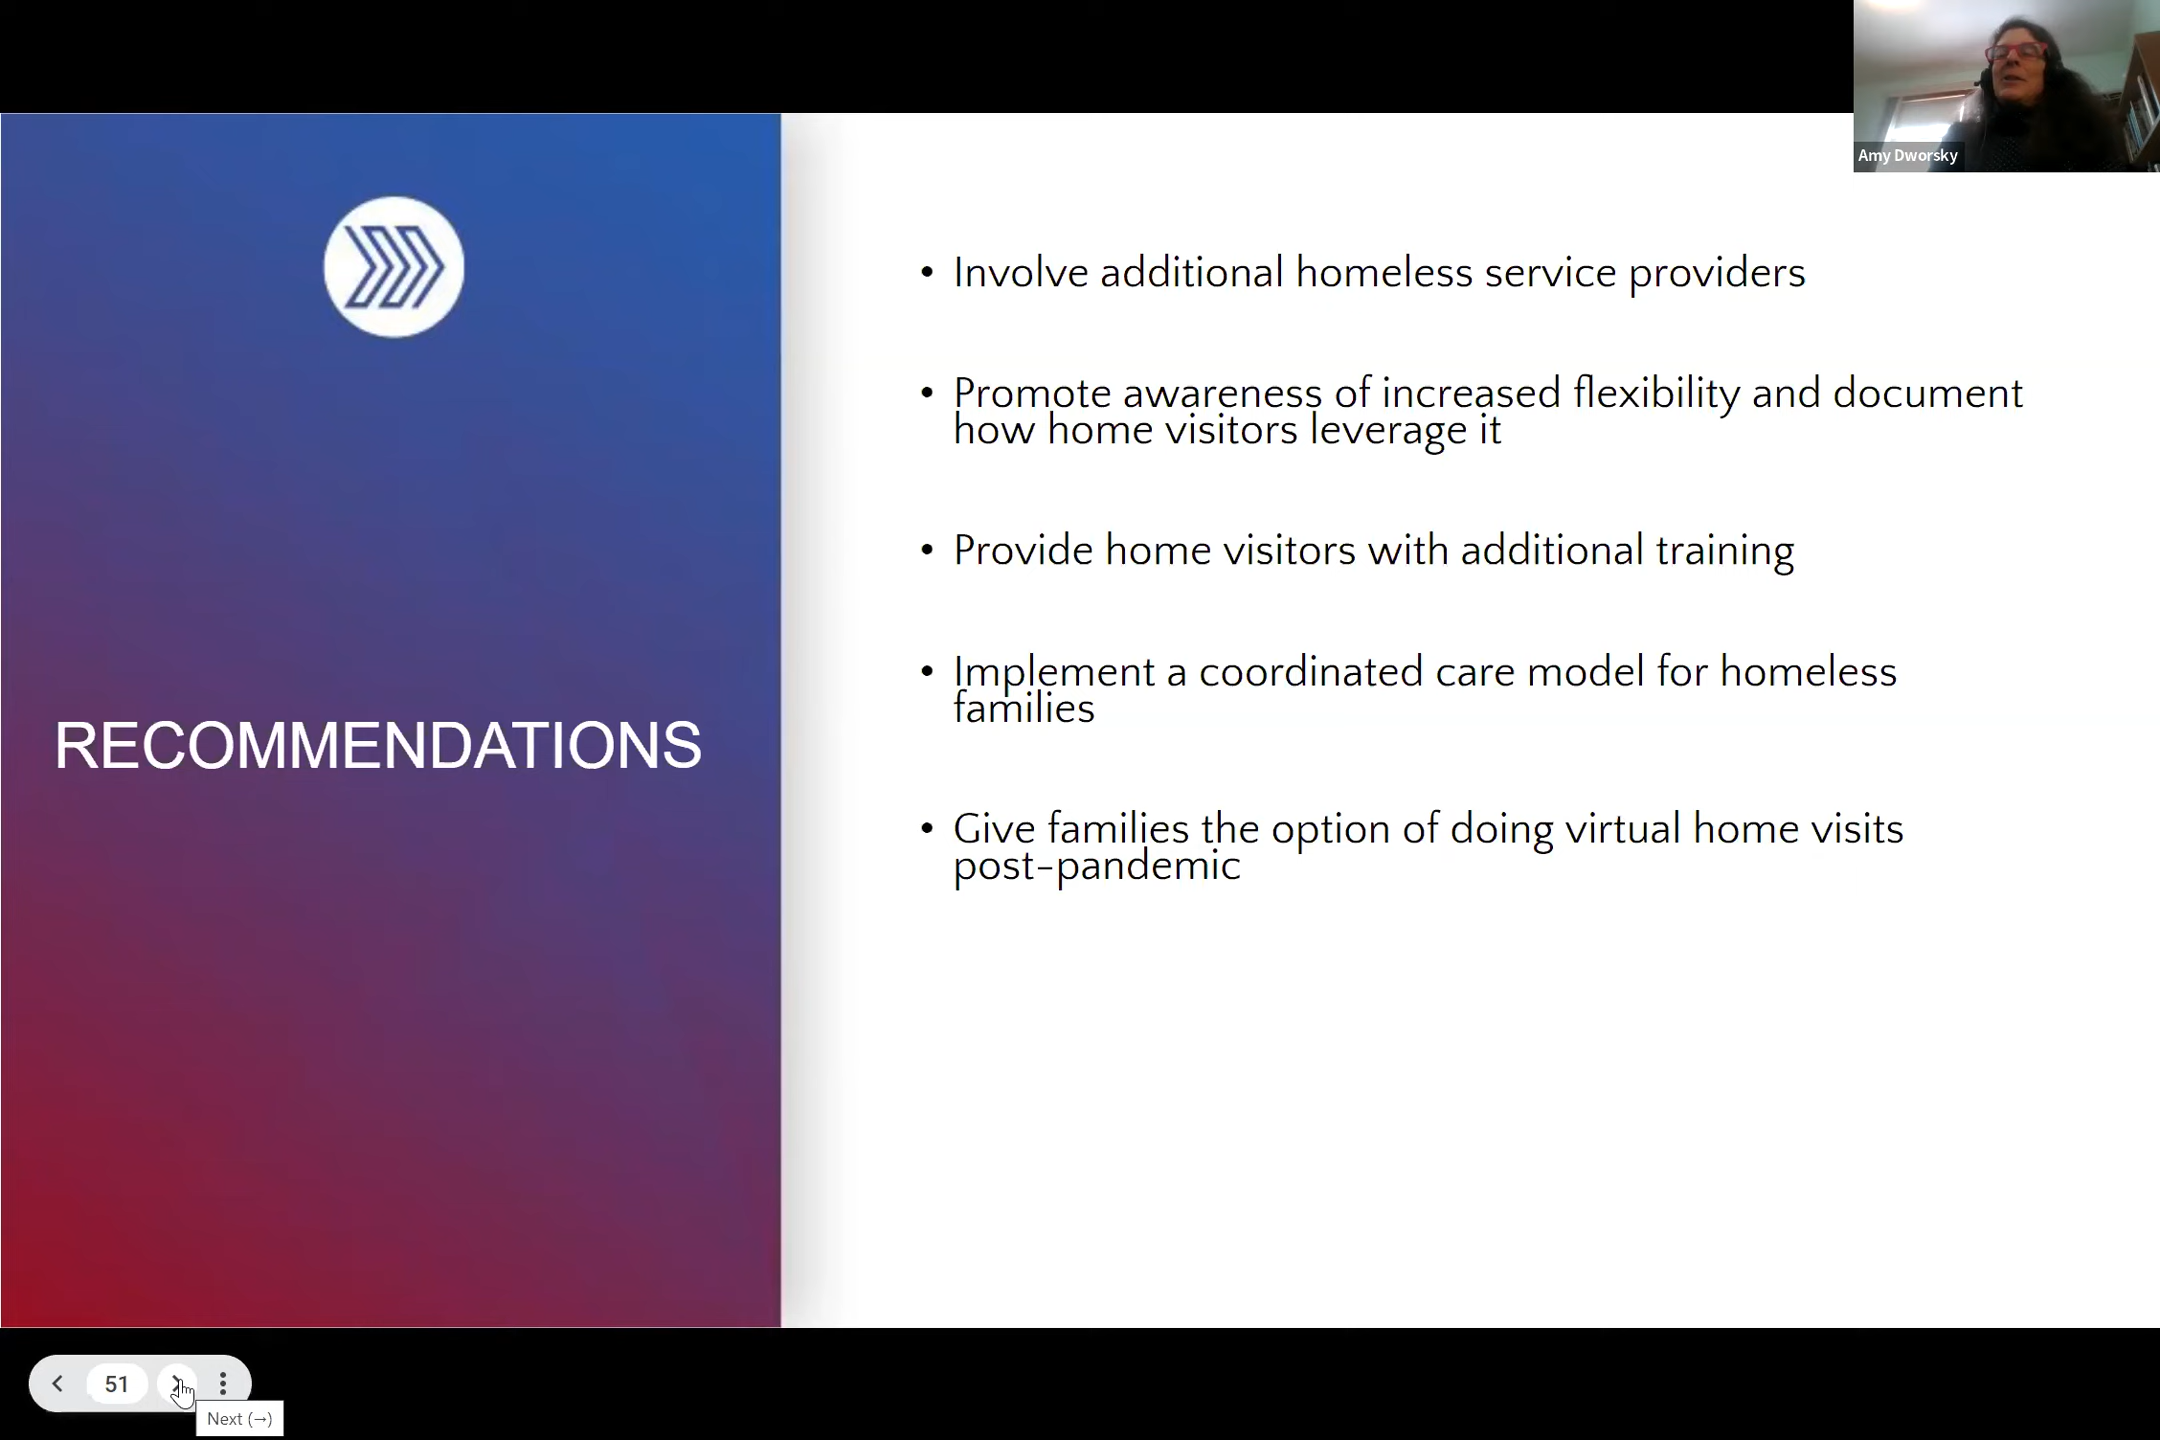 Amy Dworsky
RECOMMENDATIONS
• Involve additional homeless service providers
• Promote awareness of increased flexibility and document
how home visitors leverage it
• Provide home visitors with additional training
• Implement a coordinated care model for homeless
families
• Give families the option of doing virtual home visits
post-pandemic
51
Next (→)